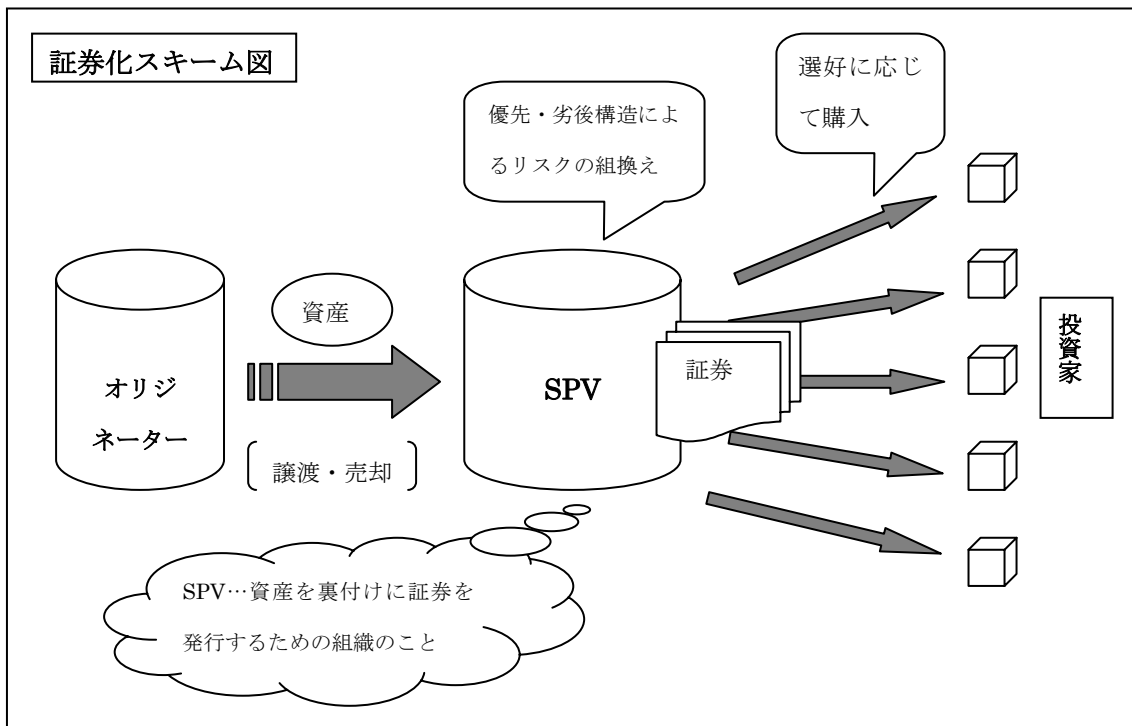 証券化スキーム図
選好に応じ
て購入
優先・劣後構造によ
るリスクの組換え
資産
オリジ
ネーター
SPV
証券
投資家
譲渡・売却
SPV…資産を裏付けに証券を
発行するための組織のこと